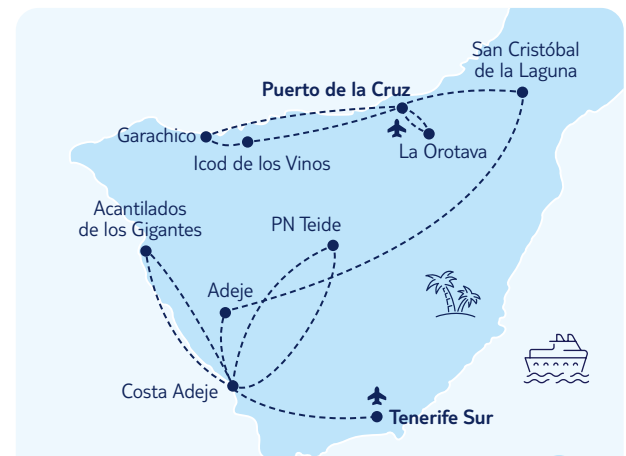 San Cristóbal
de la Laguna
Puerto de la Cruz
Garachico
La Orotava
Icod de los Vinos
Acantilados
de los Gigantes
PN Teide
Adeje
Costa Adeje
Tenerife Sur